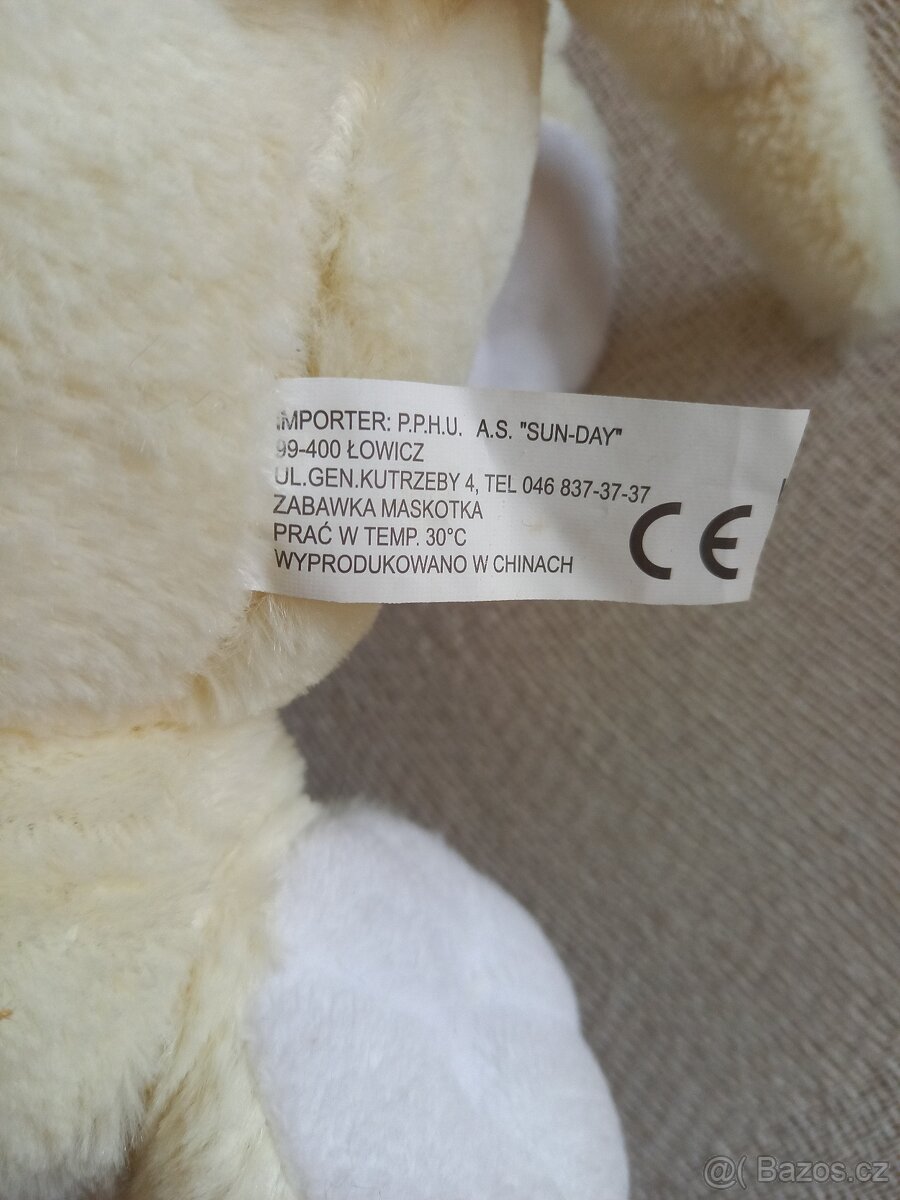 IMPORTER: P.P.H.U. A.S. "SUN-DAY"
99-400 ŁOWICZ
UL.GEN.KUTRZEBY 4, TEL 046 837-37-37
ZABAWKA MASKOTKA
PRAĆ W TEMP. 30°C
WYPRODUKOWANO W CHINACH
CE
@( Bazos.cz